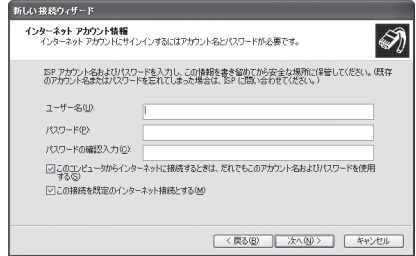 新しい接続ウィザード
インターネット アカウント情報
インターネット アカウントにサインインするにはアカウント名とパスワードが必要です。
ISP アカウント名およびパスワードを入力し、この情報を書き留めてから安全な場所に保管してください。(既存
のアカウント名またはパスワードを忘れてしまった場合は、ISP に問い合わせてください。)
ユーザー名(U):
パスワード(P):
パスワードの確認入力(C):
このコンピュータからインターネットに接続するときは、だれでもこのアカウント名およびパスワードを使用
する(S)
この接続を既定のインターネット接続とする(M)
< 戻る(B)
次へ(N) >
キャンセル